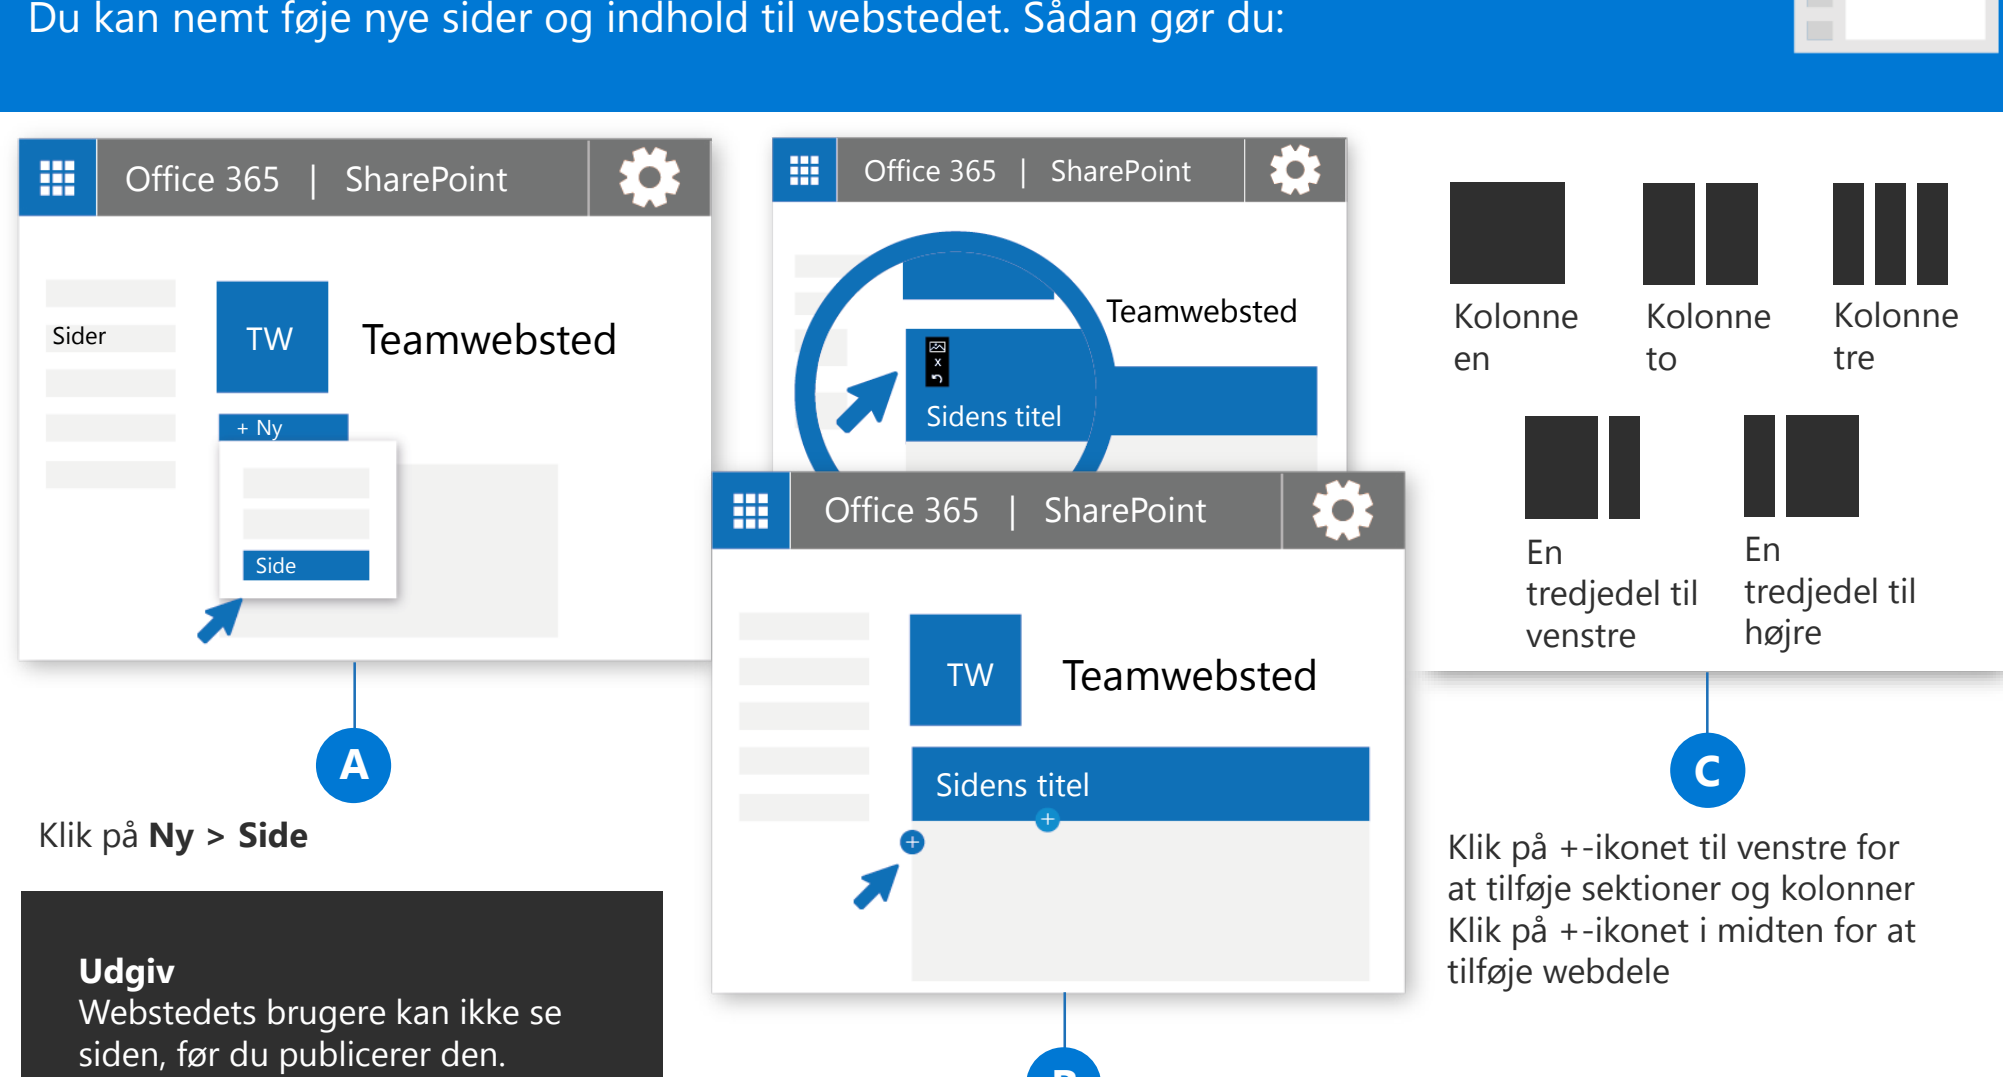 Du kan nemt føje nye sider og indhold til webstedet. Sådan gør du:
Office 365 | SharePoint
Sider
TW
Teamwebsted
+ Ny
Side
A
Klik på Ny > Side
Udgiv
Webstedets brugere kan ikke se
siden, før du publicerer den.
Office 365 | SharePoint
Teamwebsted
x
Sidens titel
Office 365 | SharePoint
TW
Teamwebsted
Sidens titel
+
+
B
Kolonne
en
Kolonne
to
Kolonne
tre
En
tredjedel til
venstre
En
tredjedel til
højre
C
Klik på +-ikonet til venstre for
at tilføje sektioner og kolonner
Klik på +-ikonet i midten for at
tilføje webdele